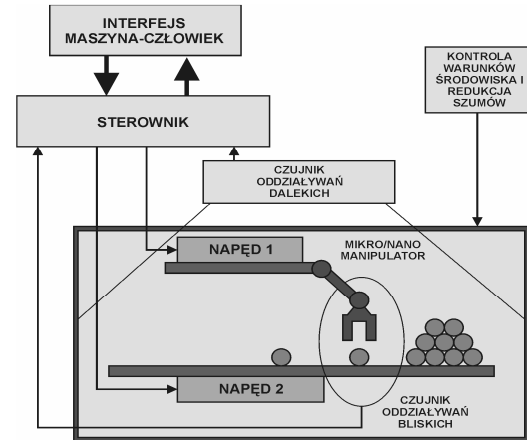 INTERFEJS
MASZYNA-CZŁOWIEK
KONTROLA
WARUNKÓW
ŚRODOWISKA I
REDUKCJA
SZUMÓW
STEROWNIK
CZUJNIK
ODDZIAŁYWAŃ
DALEKICH
NAPĘD 1
MIKRO/NANO
MANIPULATOR
NAPĘD 2
CZUJNIK
ODDZIAŁYWAŃ
BLISKICH